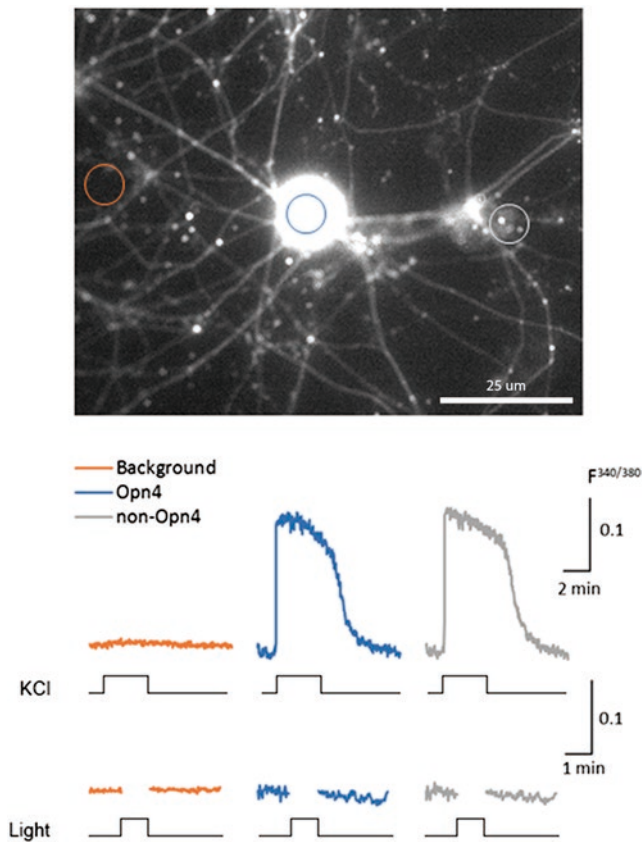 25 um
Background
Opn4
non-Opn4
F340/380
0.1
2 min
KCl
0.1
1 min
Light